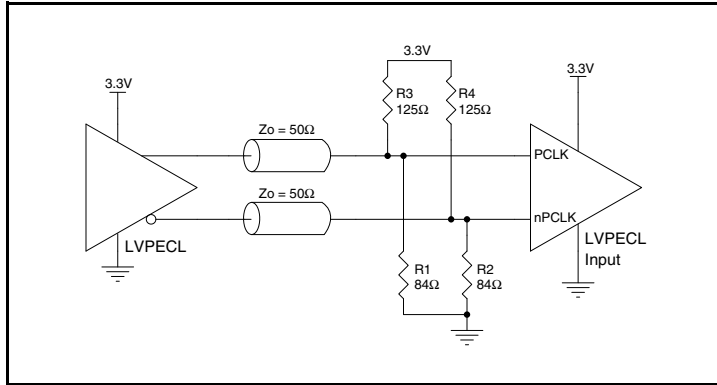 3.3V
3.3V
3.3V
R3
125Ω
R4
125Ω
Zo = 50Ω
PCLK
Zo = 50Ω
nPCLK
LVPECL
LVPECL
Input
R1
84Ω
R2
84Ω